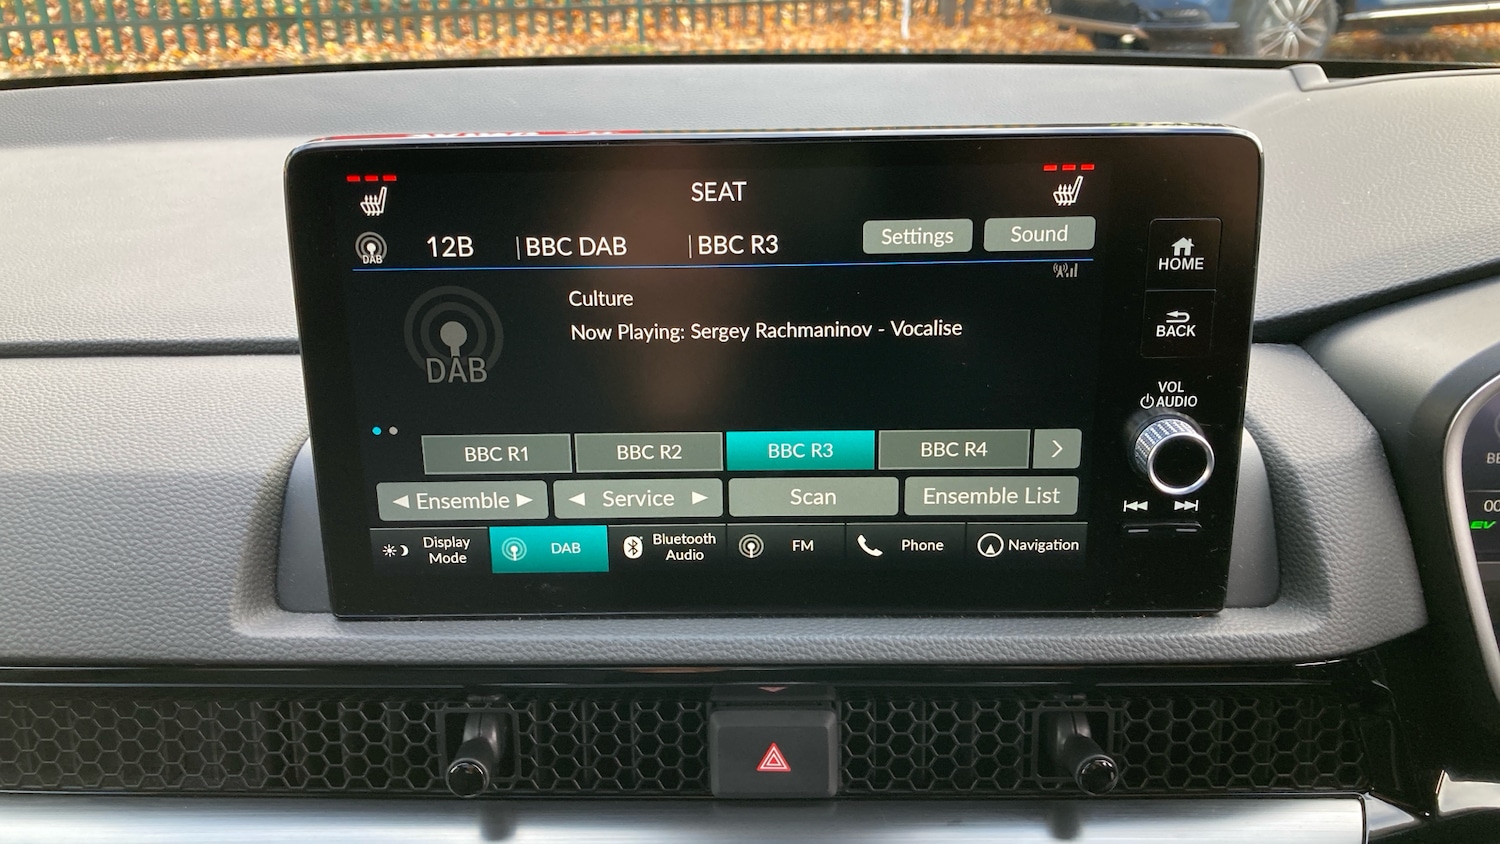 SEAT
DAB
12B
BBC DAB
BBC R3
Settings
Sound
HOME
Culture
Now Playing: Sergey Rachmaninov - Vocalise
DAB
BACK
VOL
AUDIO
BBC R1
BBC R2
BBC R3
BBC R4
Ensemble
Service
Scan
Ensemble List
Display
Mode
DAB
Bluetooth
Audio
FM
Phone
Navigation
EV